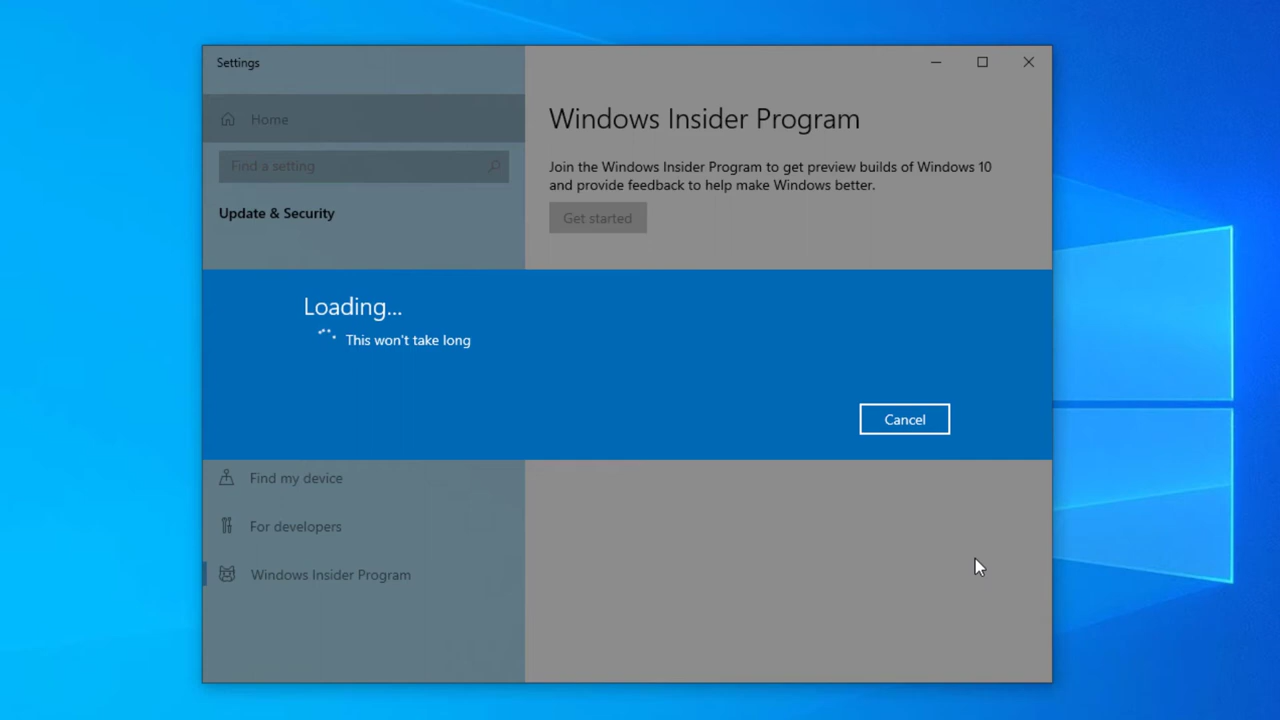 Settings
Home
Find a setting
Update & Security
Windows Insider Program
Join the Windows Insider Program to get preview builds of Windows 10
and provide feedback to help make Windows better.
Get started
Loading...
This won't take long
Cancel
Find my device
For developers
Windows Insider Program